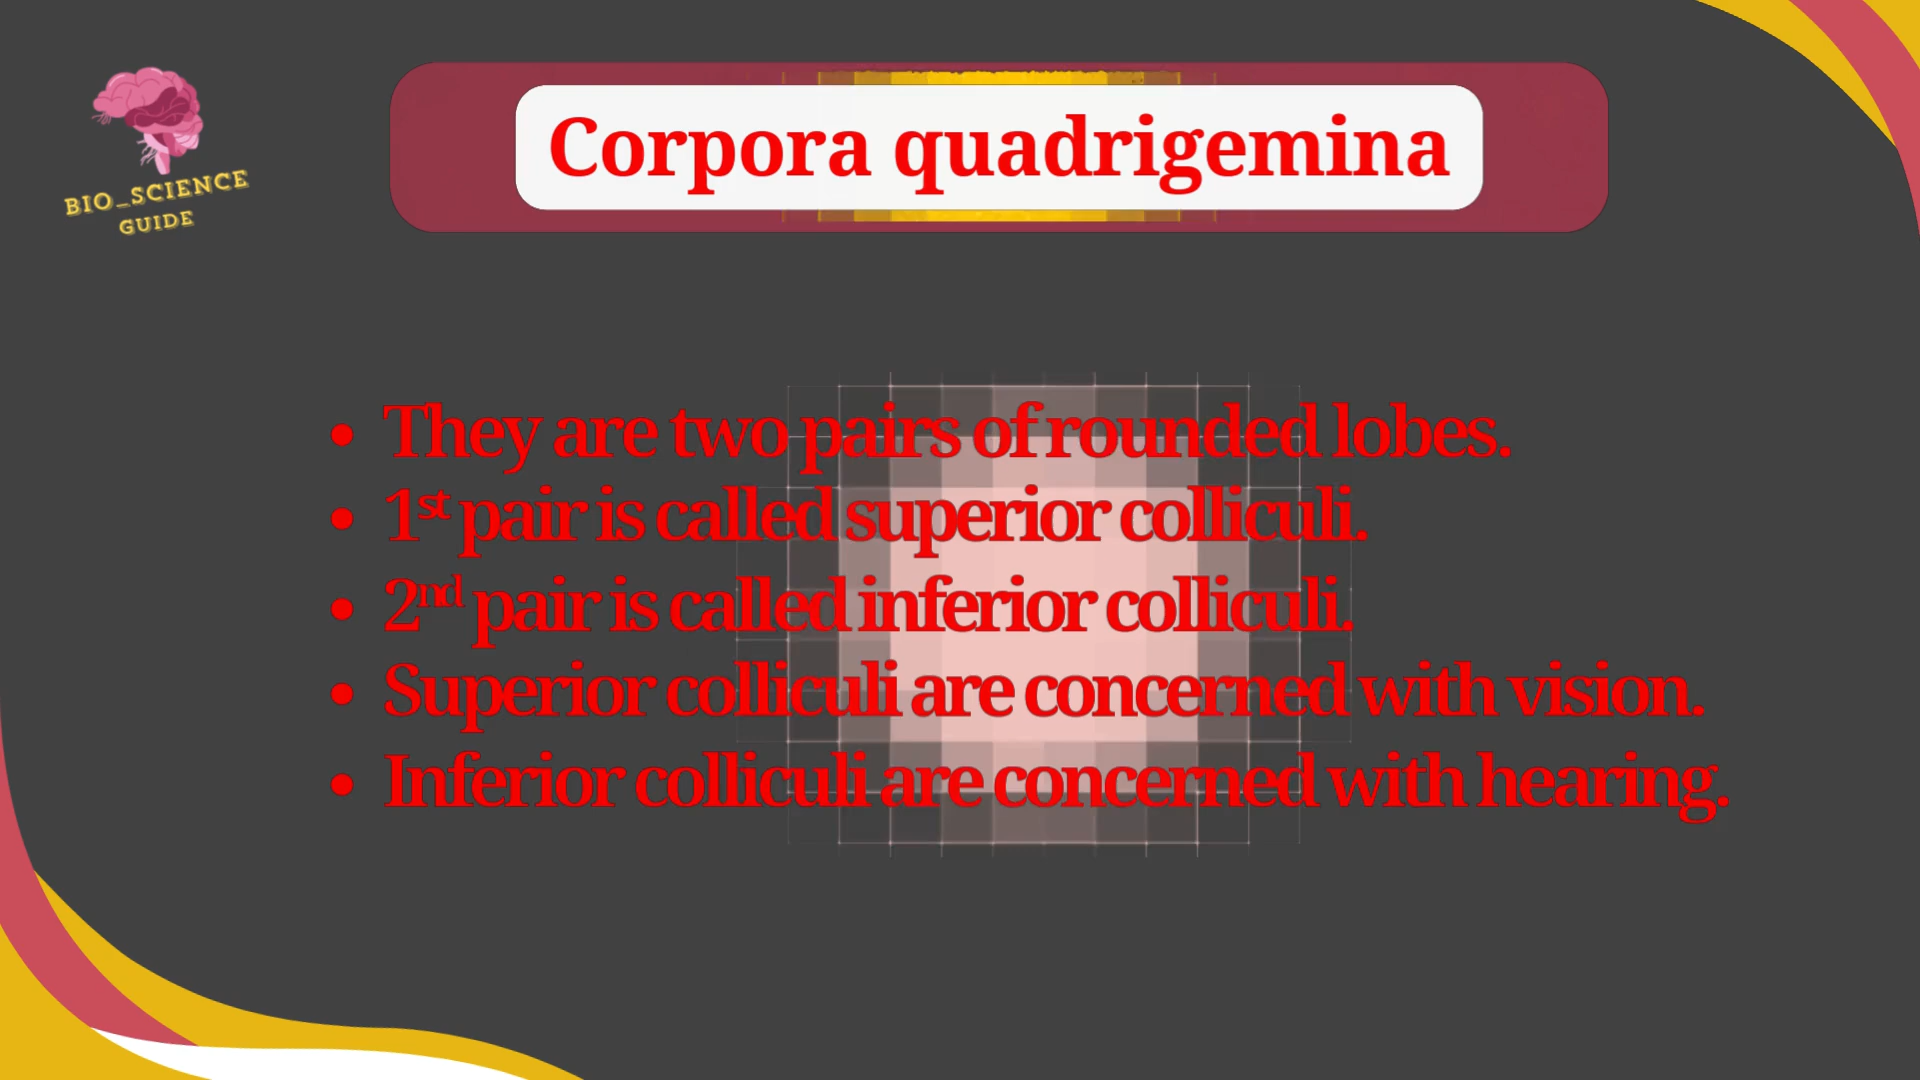 BIO_SCIENCE
GUIDE
Corpora quadrigemina
• They are two pairs of rounded lobes.
• 1st pair is called superior colliculi.
• 2nd pair is called inferior colliculi.
• Superior colliculi are concerned with vision.
• Inferior colliculi are concerned with hearing.